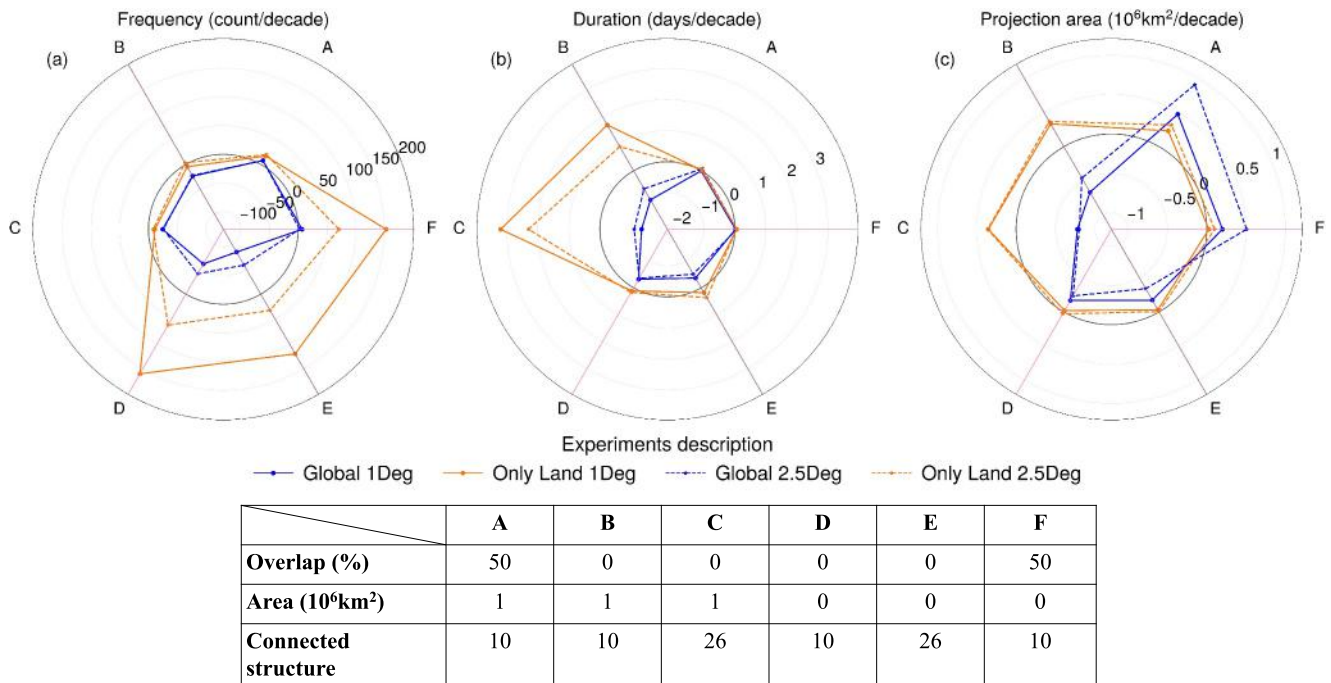 Frequency (count/decade)
Duration (days/decade)
Projection area (10⁶km²/decade)
(a)
B
A
C
F
D
E
−100
−50
0
50
100
150
200
(b)
B
A
C
F
D
E
−2
−1
0
1
2
3
(c)
B
A
C
F
D
E
−1
−0.5
0
0.5
1
Experiments description
Global 1Deg Only Land 1Deg Global 2.5Deg Only Land 2.5Deg
A B C D E F
Overlap (%) 50 0 0 0 0 50
Area (10⁶km²) 1 1 1 0 0 0
Connected 10 10 26 10 26 10
structure